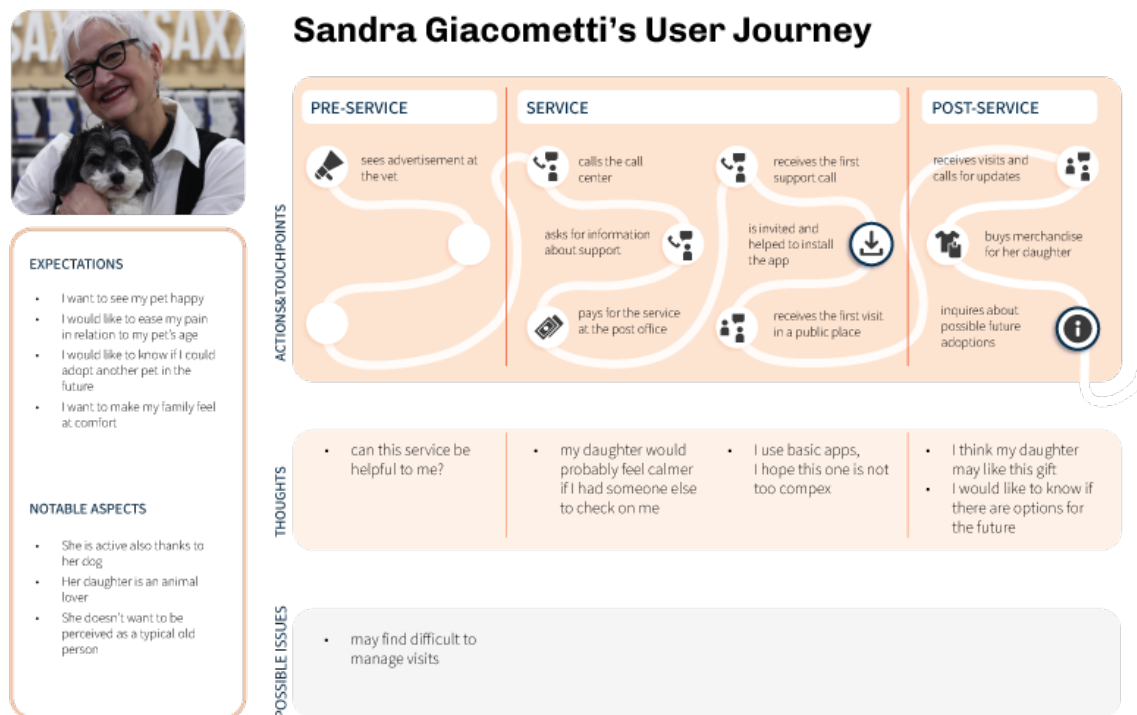 SAX SAXX
Sandra Giacometti's User Journey
PRE-SERVICE
sees advertisement at
the vet
SERVICE
calls the call
center
asks for information
about support
pays for the service
at the post office
receives the first
support call
is invited and
helped to install
the app
receives the first visit
in a public place
POST-SERVICE
receives visits and
calls for updates
buys merchandise
for her daughter
inquires about
possible future
adoptions
ACTIONS&TOUCHPOINTS
EXPECTATIONS
• I want to see my pet happy
• I would like to ease my pain
in relation to my pet's age
• I would like to know if I could
adopt another pet in the
future
• I want to make my family feel
at comfort
NOTABLE ASPECTS
• She is active also thanks to
her dog
• Her daughter is an animal
lover
• She doesn't want to be
perceived as a typical old
person
THOUGHTS
• can this service be
helpful to me?
• my daughter would
probably feel calmer
if I had someone else
to check on me
• I use basic apps,
I hope this one is not
too compex
• I think my daughter
may like this gift
• I would like to know if
there are options for
the future
POSSIBLE ISSUES
• may find difficult to
manage visits